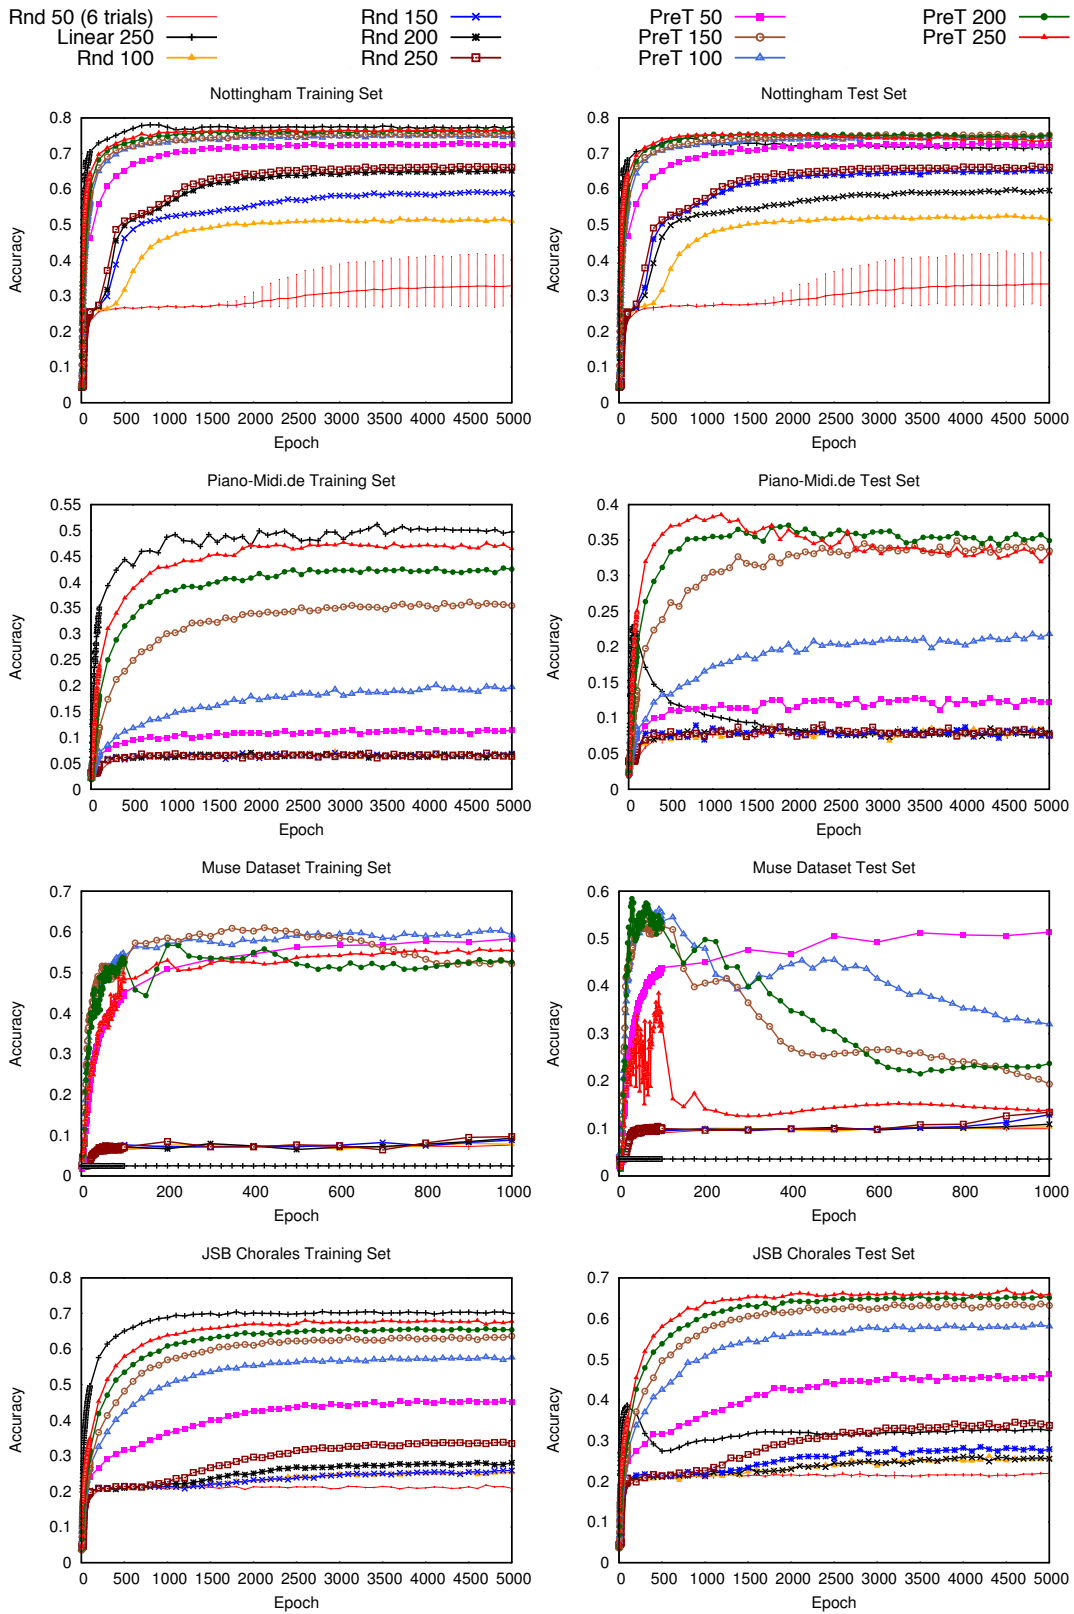 Rnd 50 (6 trials)
Linear 250
Rnd 100
Rnd 150
Rnd 200
Rnd 250
PreT 50
PreT 150
PreT 100
PreT 200
PreT 250
Nottingham Training Set
Accuracy
0.8
0.7
0.6
0.5
0.4
0.3
0.2
0.1
0
0 500 1000 1500 2000 2500 3000 3500 4000 4500 5000
Epoch
Nottingham Test Set
Accuracy
0.8
0.7
0.6
0.5
0.4
0.3
0.2
0.1
0
0 500 1000 1500 2000 2500 3000 3500 4000 4500 5000
Epoch
Piano-Midi.de Training Set
Accuracy
0.55
0.5
0.45
0.4
0.35
0.3
0.25
0.2
0.15
0.1
0.05
0
0 500 1000 1500 2000 2500 3000 3500 4000 4500 5000
Epoch
Piano-Midi.de Test Set
Accuracy
0.4
0.35
0.3
0.25
0.2
0.15
0.1
0.05
0
0 500 1000 1500 2000 2500 3000 3500 4000 4500 5000
Epoch
Muse Dataset Training Set
Accuracy
0.7
0.6
0.5
0.4
0.3
0.2
0.1
0
0 200 400 600 800 1000
Epoch
Muse Dataset Test Set
Accuracy
0.6
0.5
0.4
0.3
0.2
0.1
0
0 200 400 600 800 1000
Epoch
JSB Chorales Training Set
Accuracy
0.8
0.7
0.6
0.5
0.4
0.3
0.2
0.1
0
0 500 1000 1500 2000 2500 3000 3500 4000 4500 5000
Epoch
JSB Chorales Test Set
Accuracy
0.7
0.6
0.5
0.4
0.3
0.2
0.1
0
0 500 1000 1500 2000 2500 3000 3500 4000 4500 5000
Epoch